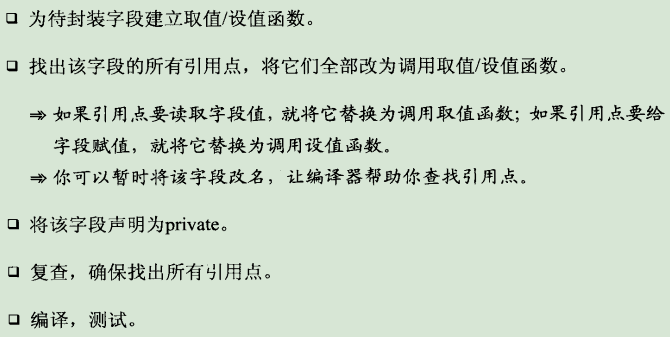 ❑ 为待封装字段建立取值/设值函数。
❑ 找出该字段的所有引用点，将它们全部改为调用取值/设值函数。
⇒ 如果引用点要读取字段值，就将它替换为调用取值函数；如果引用点要给
字段赋值，就将它替换为调用设值函数。
⇒ 你可以暂时将该字段改名，让编译器帮助你查找引用点。
❑ 将该字段声明为private。
❑ 复查，确保找出所有引用点。
❑ 编译，测试。